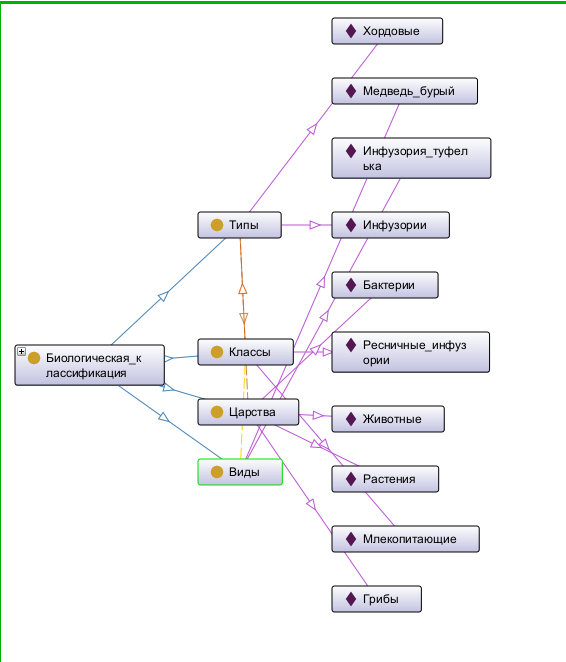 Хордовые
Медведь_бурый
Инфузория_туфел
ька
Типы
Инфузории
Бактерии
Биологическая_к
лассификация
Классы
Ресничные_инфуз
ории
Царства
Животные
Виды
Растения
Млекопитающие
Грибы